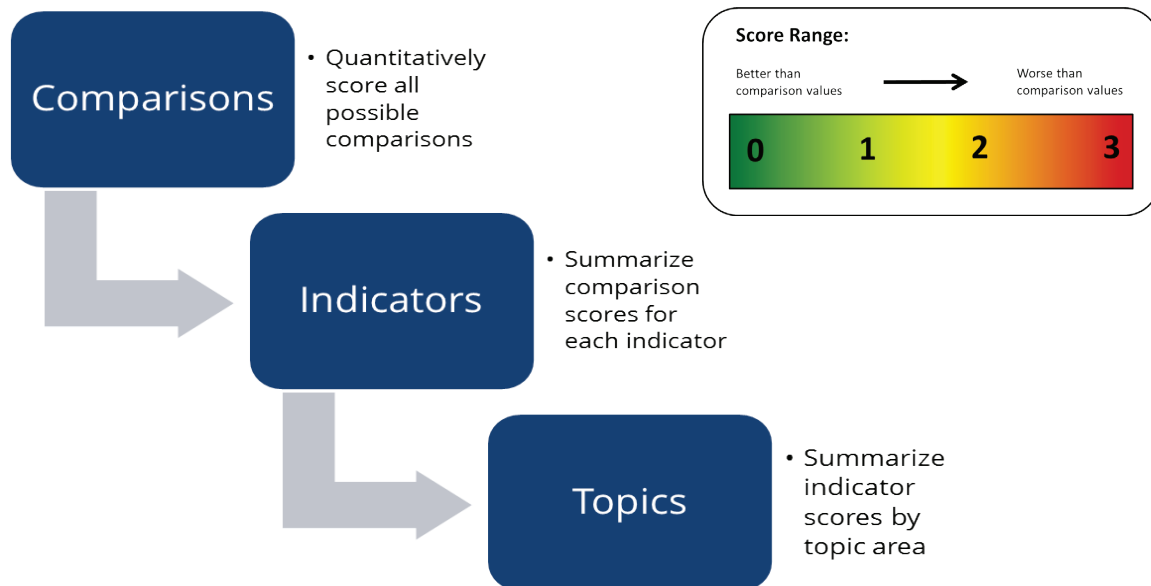 Comparisons
• Quantitatively
score all
possible
comparisons
Score Range:
Better than
comparison values
Worse than
comparison values
0 1 2 3
Indicators
• Summarize
comparison
scores for
each indicator
Topics
• Summarize
indicator
scores by
topic area